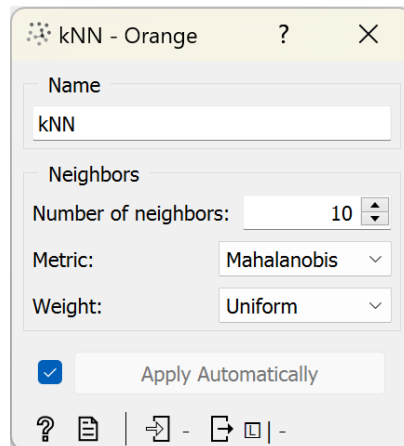 kNN - Orange ?
Name
kNN
Neighbors
Number of neighbors: 10
Metric: Mahalanobis
Weight: Uniform
Apply Automatically
? - L | -